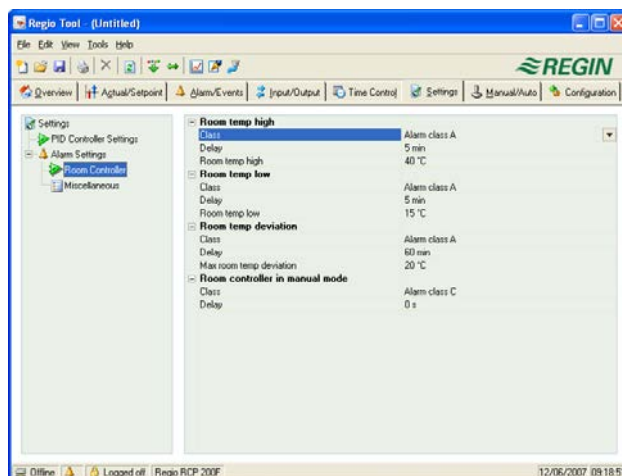 Regio Tool - (Untitled)
File Edit View Tools Help
REGIN
Overview Actual/Setpoint Alarm/Events Input/Output Time Control Settings Manual/Auto Configuration
Settings
PID Controller Settings
Alarm Settings
Room Controller
Miscellaneous
Room temp high
Class Alarm class A
Delay 5 min
Room temp high 40 °C
Room temp low
Class Alarm class A
Delay 5 min
Room temp low 15 °C
Room temp deviation
Class Alarm class A
Delay 60 min
Max room temp deviation 20 °C
Room controller in manual mode
Class Alarm class C
Delay 0 s
Offline Logged off Regio RCP 200F 12/06/2007 09:18:5